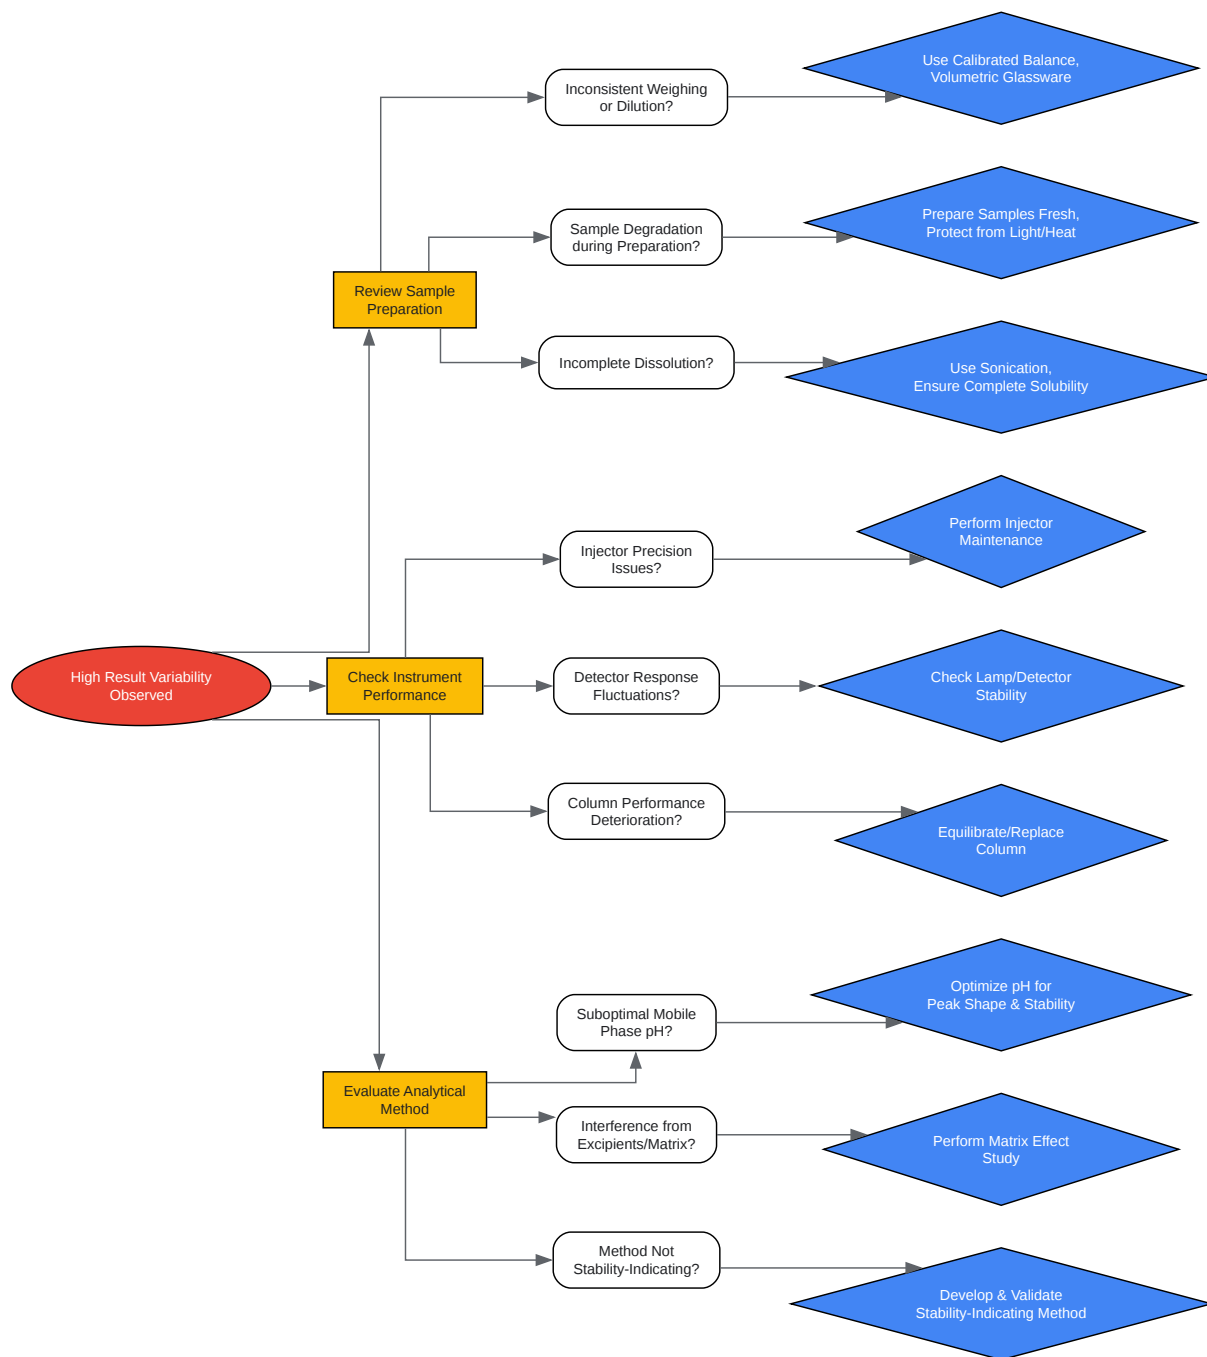 High Result Variability
Observed
Review Sample
Preparation
Inconsistent Weighing
or Dilution?
Use Calibrated Balance,
Volumetric Glassware
Sample Degradation
during Preparation?
Prepare Samples Fresh,
Protect from Light/Heat
Incomplete Dissolution?
Use Sonication,
Ensure Complete Solubility
Check Instrument
Performance
Injector Precision
Issues?
Perform Injector
Maintenance
Detector Response
Fluctuations?
Check Lamp/Detector
Stability
Column Performance
Deterioration?
Equilibrate/Replace
Column
Evaluate Analytical
Method
Suboptimal Mobile
Phase pH?
Optimize pH for
Peak Shape & Stability
Interference from
Excipients/Matrix?
Perform Matrix Effect
Study
Method Not
Stability-Indicating?
Develop & Validate
Stability-Indicating Method